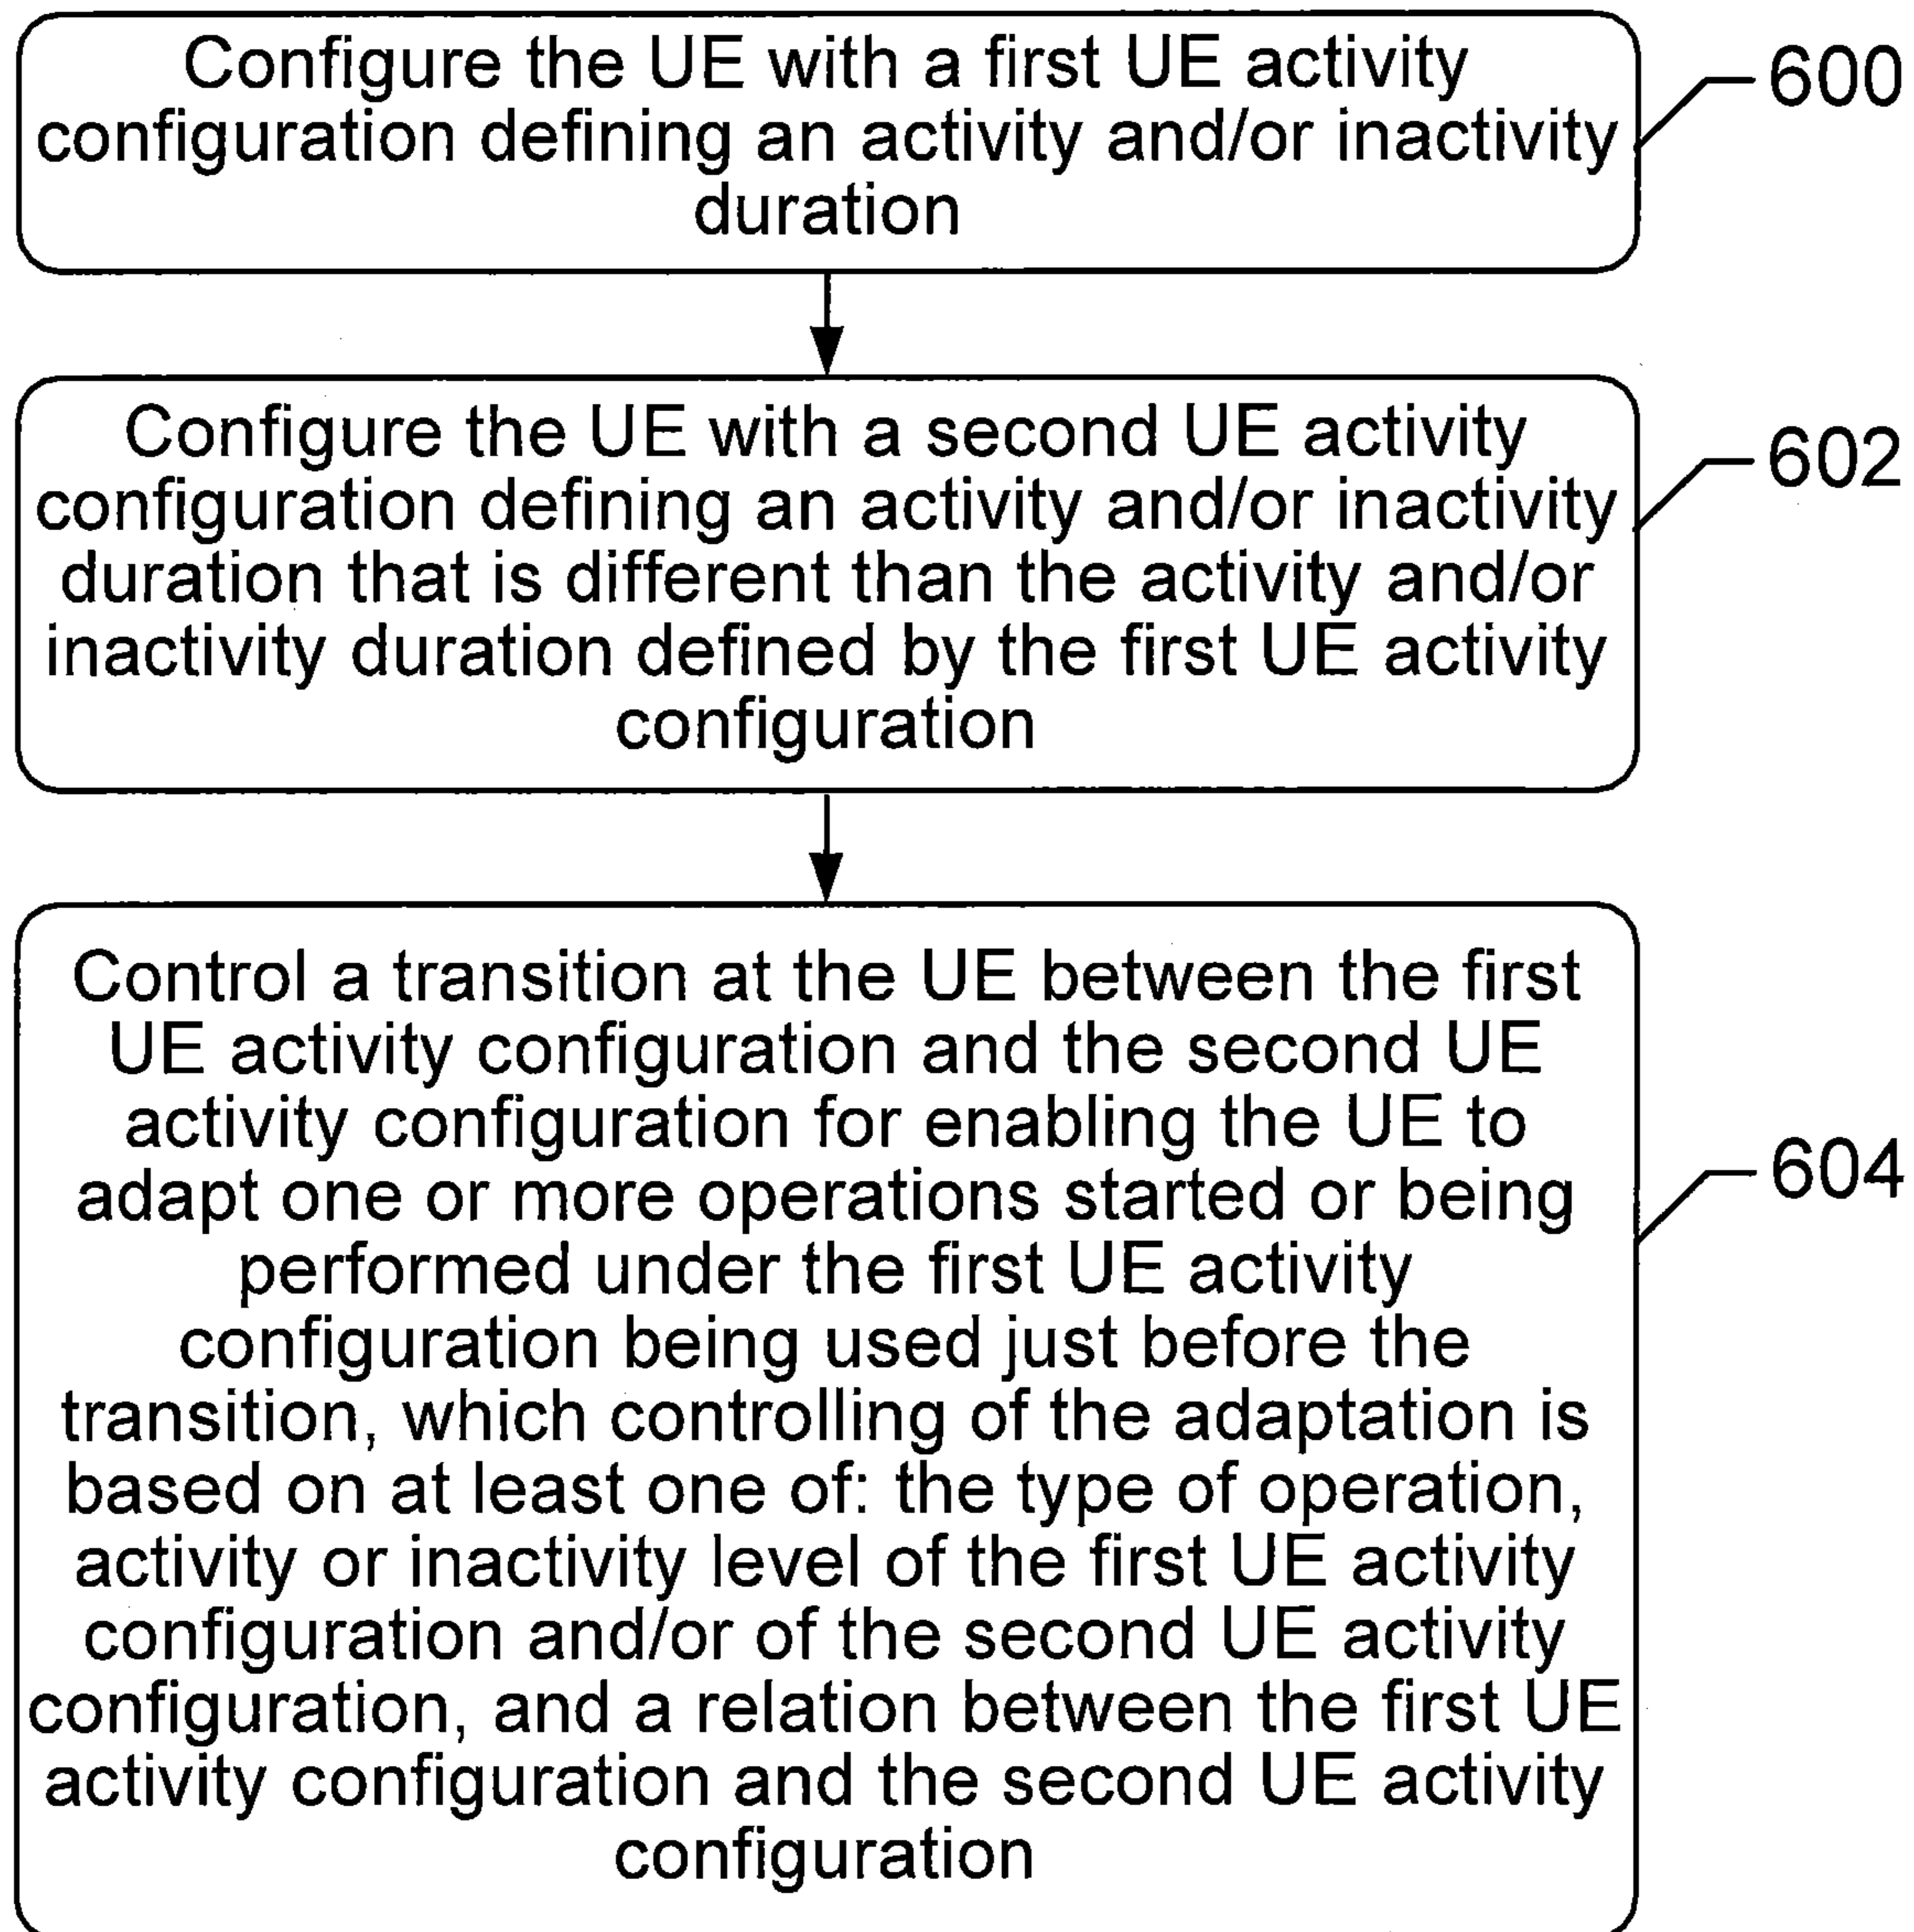 Configure the UE with a first UE activity
configuration defining an activity and/or inactivity
duration
600
Configure the UE with a second UE activity
configuration defining an activity and/or inactivity
duration that is different than the activity and/or
inactivity duration defined by the first UE activity
configuration
602
Control a transition at the UE between the first
UE activity configuration and the second UE
activity configuration for enabling the UE to
adapt one or more operations started or being
performed under the first UE activity
configuration being used just before the
transition, which controlling of the adaptation is
based on at least one of: the type of operation,
activity or inactivity level of the first UE activity
configuration and/or of the second UE activity
configuration, and a relation between the first UE
activity configuration and the second UE activity
configuration
604